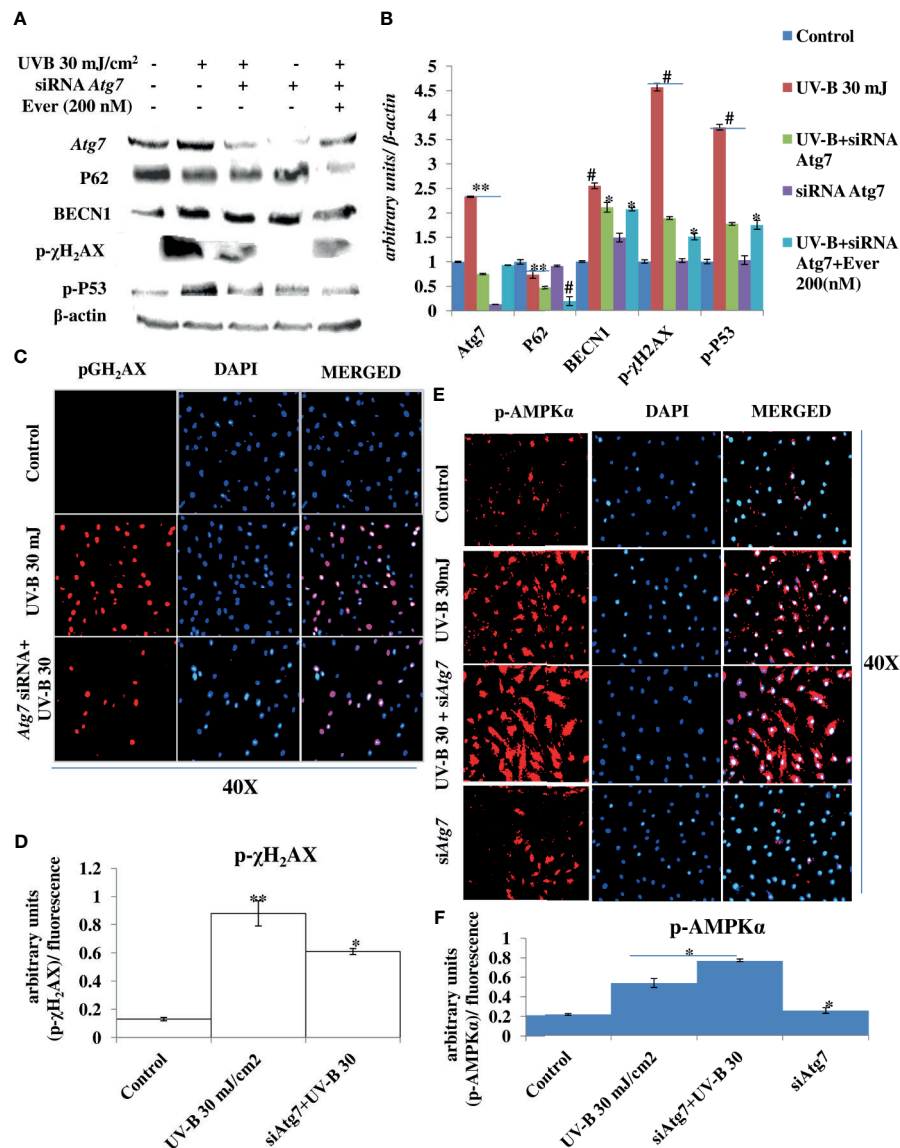 A
UVB 30 mJ/cm² - + + - +
siRNA Atg7 - - + + +
Ever (200 nM) - - - - +
Atg7
P62
BECN1
p-χH₂AX
p-P53
β-actin
B
arbitrary units/ β-actin
5
4.5
4
3.5
3
2.5
2
1.5
1
0.5
0
** ** # # * * # * # *
Atg7 P62 BECN1 p-χH2AX p-P53
Control
UV-B 30 mJ
UV-B+siRNA
Atg7
siRNA Atg7
UV-B+siRNA
Atg7+Ever
200(nM)
C
pGH₂AX DAPI MERGED
Control
UV-B 30 mJ
Atg7 siRNA+
UV-B 30
40X
D
p-γH₂AX
arbitrary units
(p-χH₂AX)/ fluorescence
1.2
1
0.8
0.6
0.4
0.2
0
** *
Control UV-B 30 mJ/cm2 siAtg7+UV-B 30
E
p-AMPKα DAPI MERGED
Control
UV-B 30mJ
UV-B 30 + siAtg7
siAtg7
40X
F
p-AMPKα
arbitrary units
(p-AMPKα)/ fluorescence
1
0.8
0.6
0.4
0.2
0
* *
Control UV-B 30 mJ/cm2 siAtg7+UV-B 30 siAtg7